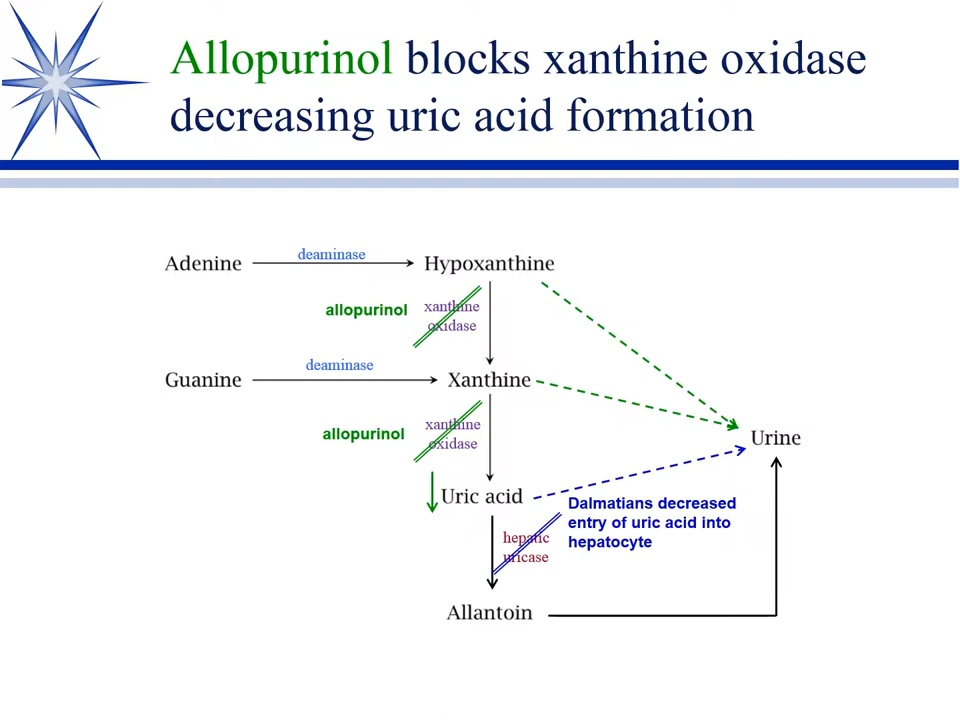 Allopurinol blocks xanthine oxidase
decreasing uric acid formation
Adenine
deaminase
Hypoxanthine
allopurinol
xanthine
oxidase
Guanine
deaminase
Xanthine
allopurinol
xanthine
oxidase
Urine
Uric acid
Dalmatians decreased
entry of uric acid into
hepatocyte
hepatic
uricase
Allantoin